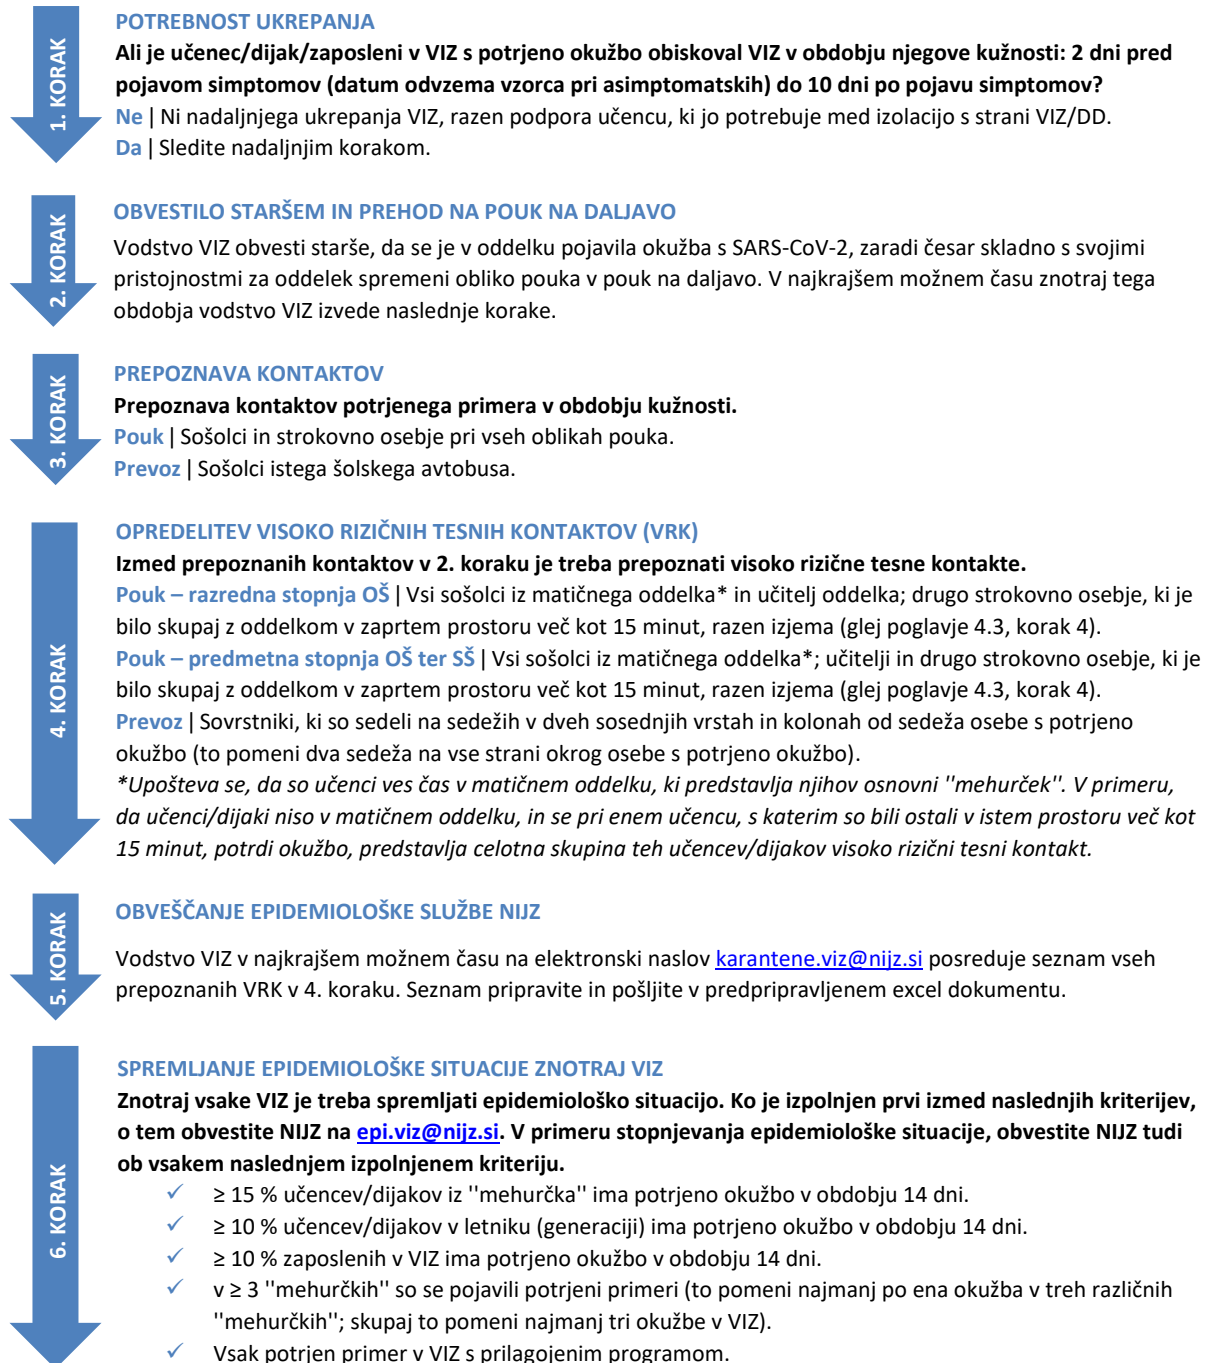 1. KORAK
POTREBNOST UKREPANJA
Ali je učenec/dijak/zaposleni v VIZ s potrjeno okužbo obiskoval VIZ v obdobju njegove kužnosti: 2 dni pred
pojavom simptomov (datum odvzema vzorca pri asimptomatskih) do 10 dni po pojavu simptomov?
Ne | Ni nadaljnjega ukrepanja VIZ, razen podpora učencu, ki jo potrebuje med izolacijo s strani VIZ/DD.
Da | Sledite nadaljnjim korakom.
2. KORAK
OBVESTILO STARŠEM IN PREHOD NA POUK NA DALJAVO
Vodstvo VIZ obvesti starše, da se je v oddelku pojavila okužba s SARS-CoV-2, zaradi česar skladno s svojimi
pristojnostmi za oddelek spremeni obliko pouka v pouk na daljavo. V najkrajšem možnem času znotraj tega
obdobja vodstvo VIZ izvede naslednje korake.
3. KORAK
PREPOZNAVA KONTAKTOV
Prepoznava kontaktov potrjenega primera v obdobju kužnosti.
Pouk | Sošolci in strokovno osebje pri vseh oblikah pouka.
Prevoz | Sošolci istega šolskega avtobusa.
4. KORAK
OPREDELITEV VISOKO RIZIČNIH TESNIH KONTAKTOV (VRK)
Izmed prepoznanih kontaktov v 2. koraku je treba prepoznati visoko rizične tesne kontakte.
Pouk – razredna stopnja OŠ | Vsi sošolci iz matičnega oddelka* in učitelj oddelka; drugo strokovno osebje, ki je
bilo skupaj z oddelkom v zaprtem prostoru več kot 15 minut, razen izjema (glej poglavje 4.3, korak 4).
Pouk – predmetna stopnja OŠ ter SŠ | Vsi sošolci iz matičnega oddelka*; učitelji in drugo strokovno osebje, ki je
bilo skupaj z oddelkom v zaprtem prostoru več kot 15 minut, razen izjema (glej poglavje 4.3, korak 4).
Prevoz | Sovrstniki, ki so sedeli na sedežih v dveh sosednjih vrstah in kolonah od sedeža osebe s potrjeno
okužbo (to pomeni dva sedeža na vse strani okrog osebe s potrjeno okužbo).
*Upošteva se, da so učenci ves čas v matičnem oddelku, ki predstavlja njihov osnovni ''mehurček''. V primeru,
da učenci/dijaki niso v matičnem oddelku, in se pri enem učencu, s katerim so bili ostali v istem prostoru več kot
15 minut, potrdi okužbo, predstavlja celotna skupina teh učencev/dijakov visoko rizični tesni kontakt.
5. KORAK
OBVEŠČANJE EPIDEMIOLOŠKE SLUŽBE NIJZ
Vodstvo VIZ v najkrajšem možnem času na elektronski naslov karantene.viz@nijz.si posreduje seznam vseh
prepoznanih VRK v 4. koraku. Seznam pripravite in pošljite v predpripravljenem excel dokumentu.
6. KORAK
SPREMLJANJE EPIDEMIOLOŠKE SITUACIJE ZNOTRAJ VIZ
Znotraj vsake VIZ je treba spremljati epidemiološko situacijo. Ko je izpolnjen prvi izmed naslednjih kriterijev,
o tem obvestite NIJZ na epi.viz@nijz.si. V primeru stopnjevanja epidemiološke situacije, obvestite NIJZ tudi
ob vsakem naslednjem izpolnjenem kriteriju.
✓ ≥ 15 % učencev/dijakov iz ''mehurčka'' ima potrjeno okužbo v obdobju 14 dni.
✓ ≥ 10 % učencev/dijakov v letniku (generaciji) ima potrjeno okužbo v obdobju 14 dni.
✓ ≥ 10 % zaposlenih v VIZ ima potrjeno okužbo v obdobju 14 dni.
✓ v ≥ 3 ''mehurčkih'' so se pojavili potrjeni primeri (to pomeni najmanj po ena okužba v treh različnih
''mehurčkih''; skupaj to pomeni najmanj tri okužbe v VIZ).
✓ Vsak potrjen primer v VIZ s prilagojenim programom.